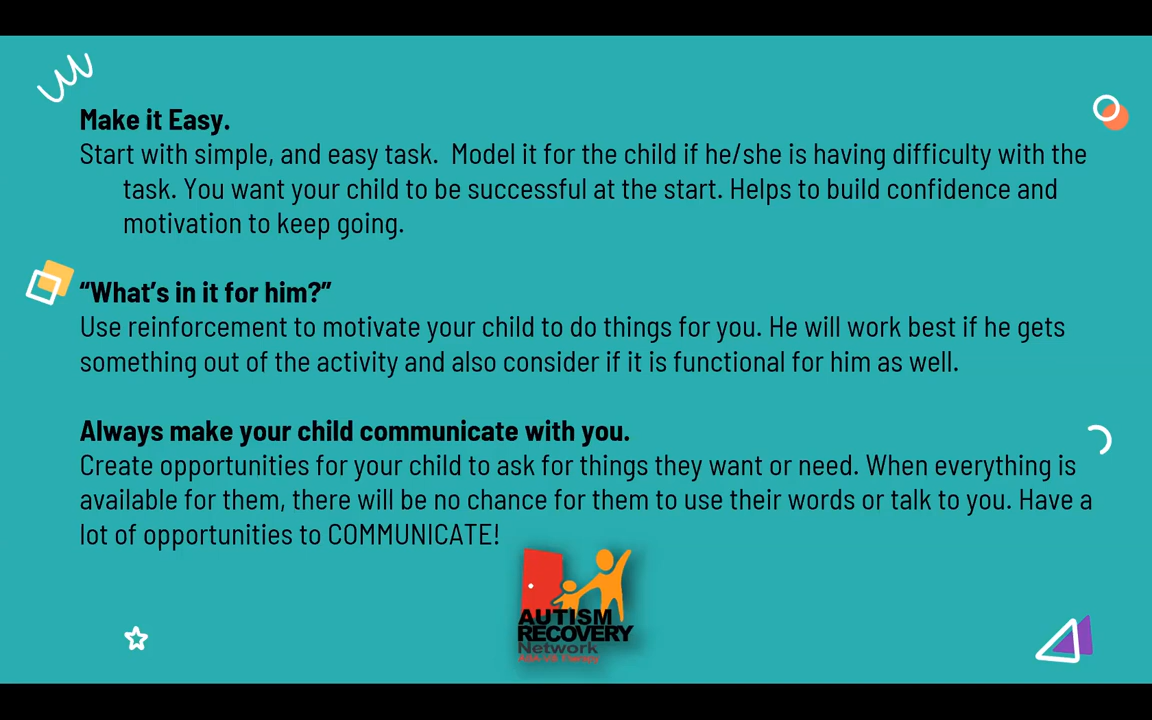 Make it Easy.
Start with simple, and easy task.  Model it for the child if he/she is having difficulty with the
task. You want your child to be successful at the start. Helps to build confidence and
motivation to keep going.
“What’s in it for him?”
Use reinforcement to motivate your child to do things for you. He will work best if he gets
something out of the activity and also consider if it is functional for him as well.
Always make your child communicate with you.
Create opportunities for your child to ask for things they want or need. When everything is
available for them, there will be no chance for them to use their words or talk to you. Have a
lot of opportunities to COMMUNICATE!
AUTISM
RECOVERY
Network